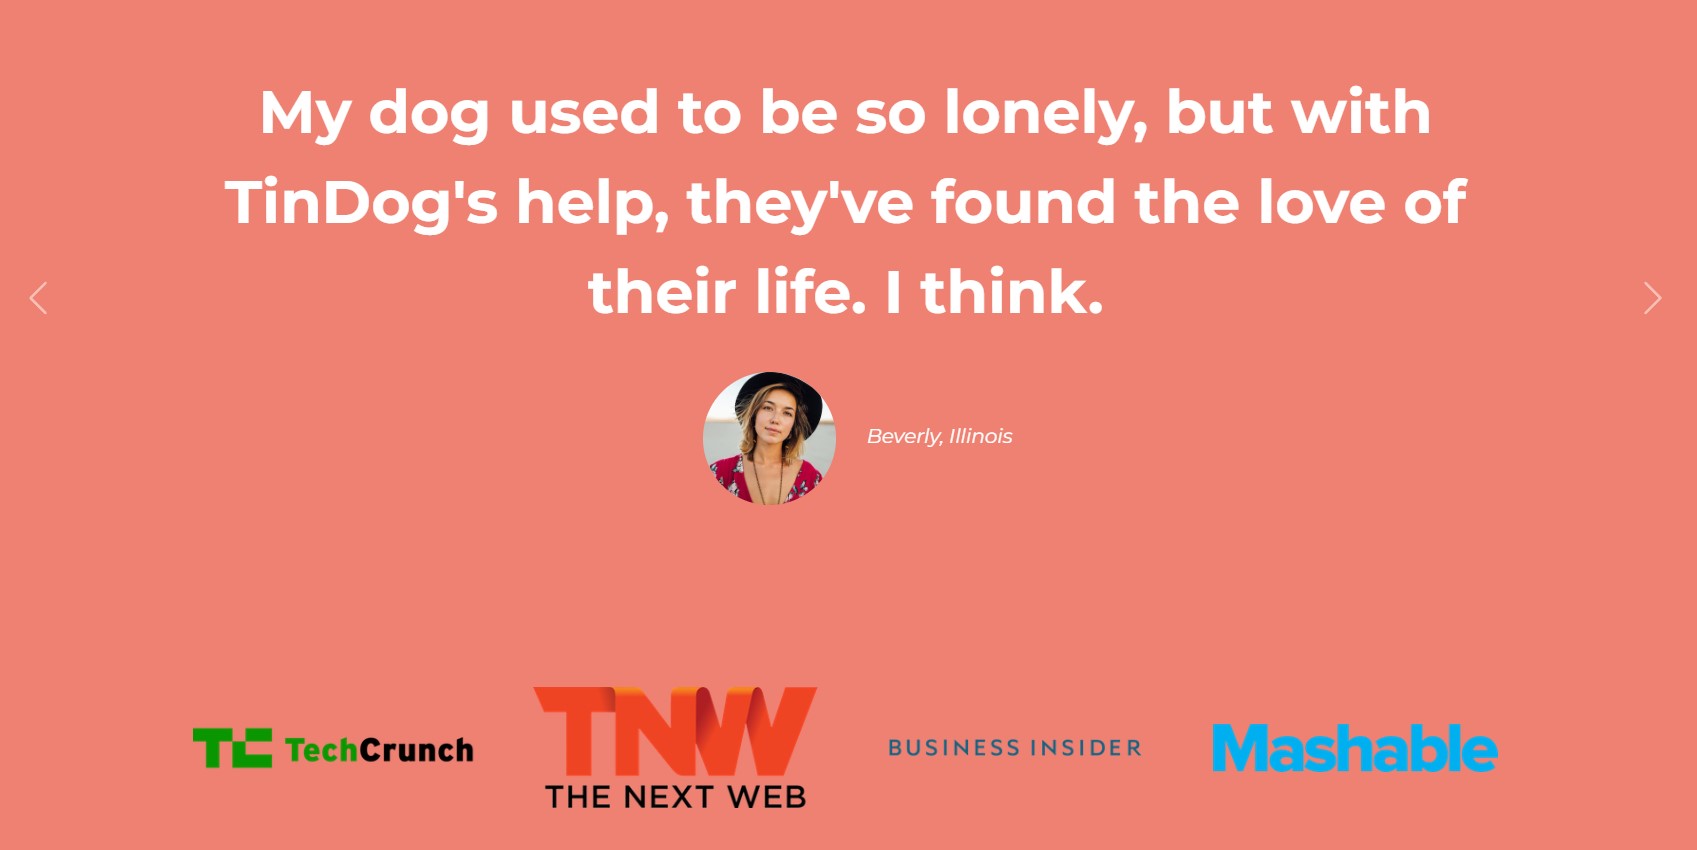 My dog used to be so lonely, but with
TinDog's help, they've found the love of
their life. I think.
Beverly, Illinois
TC TechCrunch
TNW
THE NEXT WEB
BUSINESS INSIDER
Mashable